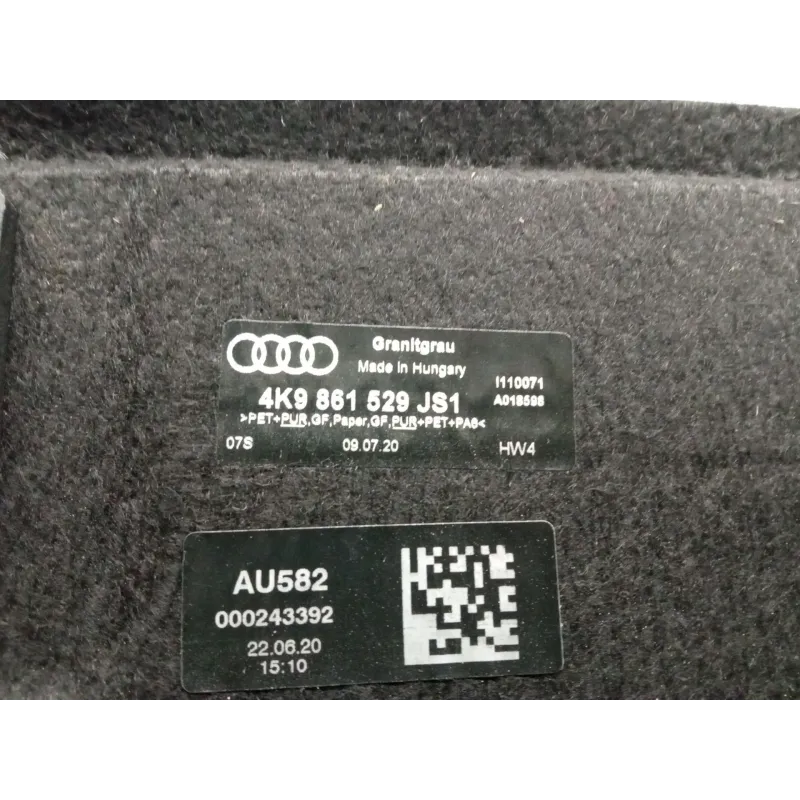 Granitgrau
Made in Hungary
I110071
4K9 861 529 JS1
A018598
>PET+PUR,GF,Paper,GF,PUR+PET+PA6<
07S
09.07.20
HW4
AU582
000243392
22.06.20
15:10